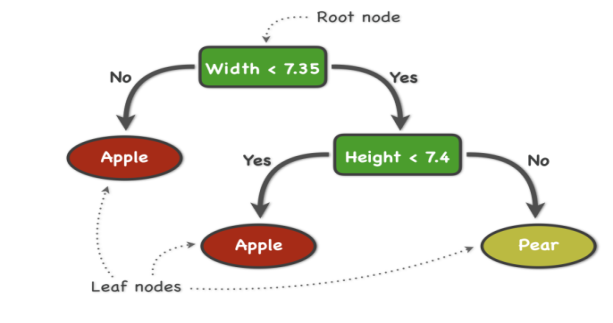 Root node
Width < 7.35
No
Yes
Apple
Height < 7.4
Yes
No
Apple
Pear
Leaf nodes